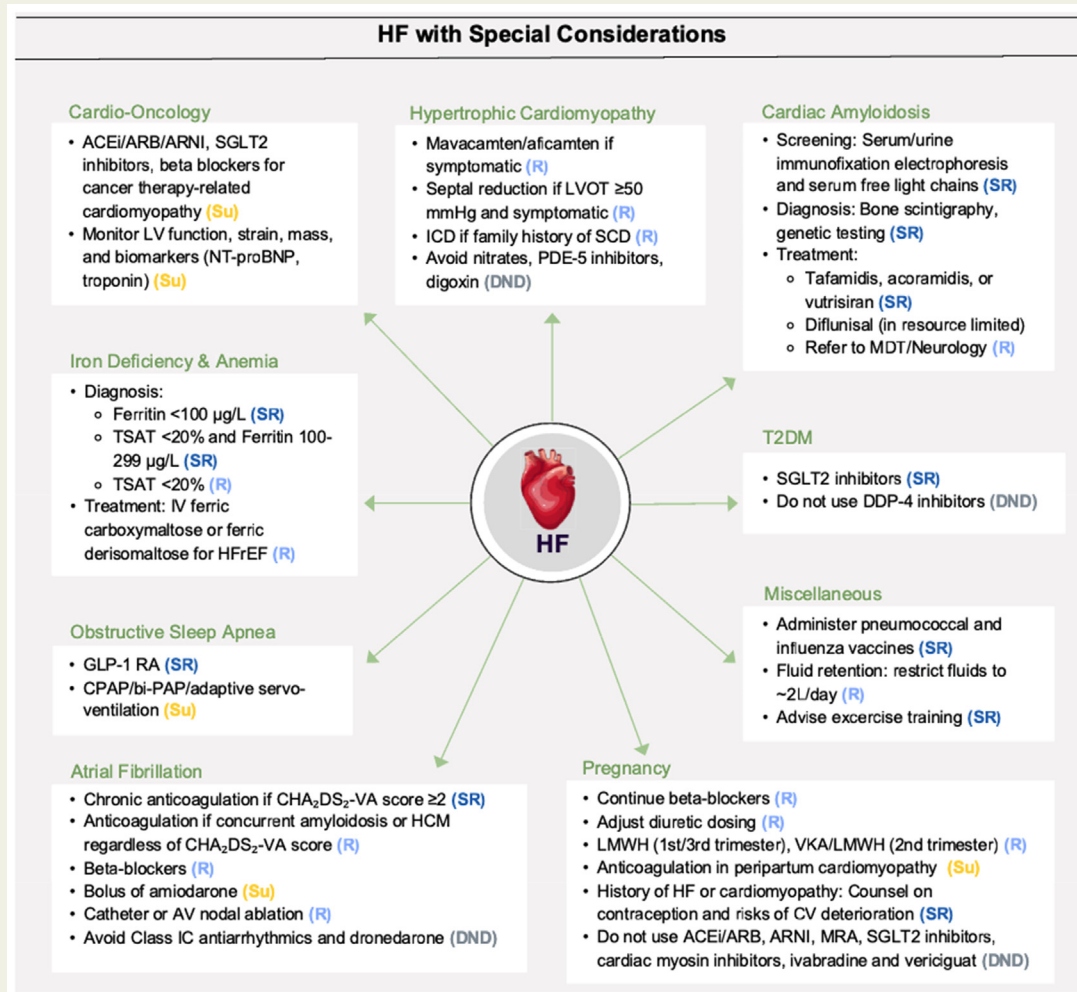 HF with Special Considerations
Cardio-Oncology
• ACEi/ARB/ARNI, SGLT2
inhibitors, beta blockers for
cancer therapy-related
cardiomyopathy (Su)
• Monitor LV function, strain, mass,
and biomarkers (NT-proBNP,
troponin) (Su)
Hypertrophic Cardiomyopathy
• Mavacamten/aficamten if
symptomatic (R)
• Septal reduction if LVOT ≥50
mmHg and symptomatic (R)
• ICD if family history of SCD (R)
• Avoid nitrates, PDE-5 inhibitors,
digoxin (DND)
Cardiac Amyloidosis
• Screening: Serum/urine
immunofixation electrophoresis
and serum free light chains (SR)
• Diagnosis: Bone scintigraphy,
genetic testing (SR)
• Treatment:
○ Tafamidis, acoramidis, or
vutrisiran (SR)
○ Diflunisal (in resource limited)
○ Refer to MDT/Neurology (R)
Iron Deficiency & Anemia
• Diagnosis:
○ Ferritin <100 µg/L (SR)
○ TSAT <20% and Ferritin 100-
299 µg/L (SR)
○ TSAT <20% (R)
• Treatment: IV ferric
carboxymaltose or ferric
derisomaltose for HFrEF (R)
HF
T2DM
• SGLT2 inhibitors (SR)
• Do not use DDP-4 inhibitors (DND)
Obstructive Sleep Apnea
• GLP-1 RA (SR)
• CPAP/bi-PAP/adaptive servo-
ventilation (Su)
Miscellaneous
• Administer pneumococcal and
influenza vaccines (SR)
• Fluid retention: restrict fluids to
~2L/day (R)
• Advise excercise training (SR)
Atrial Fibrillation
• Chronic anticoagulation if CHA₂DS₂-VA score ≥2 (SR)
• Anticoagulation if concurrent amyloidosis or HCM
regardless of CHA₂DS₂-VA score (R)
• Beta-blockers (R)
• Bolus of amiodarone (Su)
• Catheter or AV nodal ablation (R)
• Avoid Class IC antiarrhythmics and dronedarone (DND)
Pregnancy
• Continue beta-blockers (R)
• Adjust diuretic dosing (R)
• LMWH (1st/3rd trimester), VKA/LMWH (2nd trimester) (R)
• Anticoagulation in peripartum cardiomyopathy (Su)
• History of HF or cardiomyopathy: Counsel on
contraception and risks of CV deterioration (SR)
• Do not use ACEi/ARB, ARNI, MRA, SGLT2 inhibitors,
cardiac myosin inhibitors, ivabradine and vericiguat (DND)